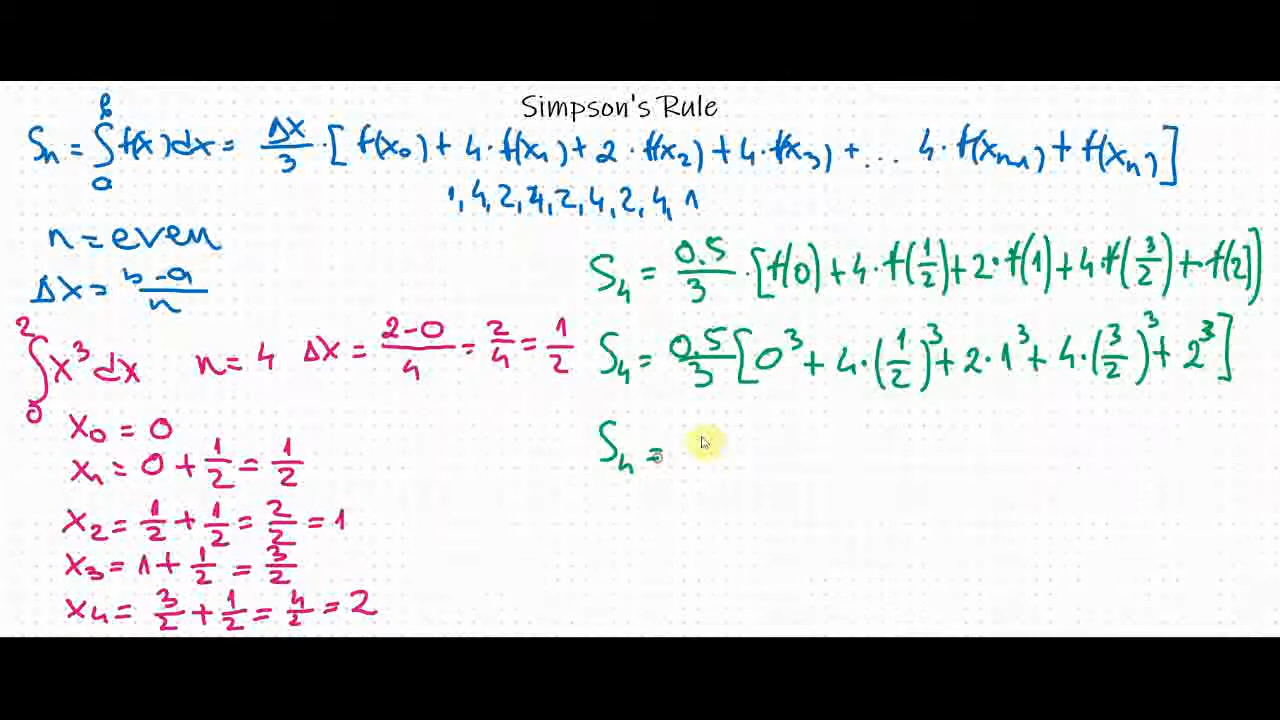 Simpson's Rule
Sₙ = ∫ₐᵇ f(x)dx = Δx/3 · [f(x₀) + 4·f(x₁) + 2·f(x₂) + 4·f(x₃) + ... 4·f(xₙ₋₁) + f(xₙ)]
1, 4, 2, 4, 2, 4, 2, 4, 1
n = even
Δx = b-a/n
∫₀² x³dx n = 4 Δx = 2-0/4 = 2/4 = 1/2
x₀ = 0
x₁ = 0 + 1/2 = 1/2
x₂ = 1/2 + 1/2 = 2/2 = 1
x₃ = 1 + 1/2 = 3/2
x₄ = 3/2 + 1/2 = 4/2 = 2
S₄ = 0.5/3 · [f(0) + 4·f(1/2) + 2·f(1) + 4·f(3/2) + f(2)]
S₄ = 0.5/3 [0³ + 4·(1/2)³ + 2·1³ + 4·(3/2)³ + 2³]
S₄ =